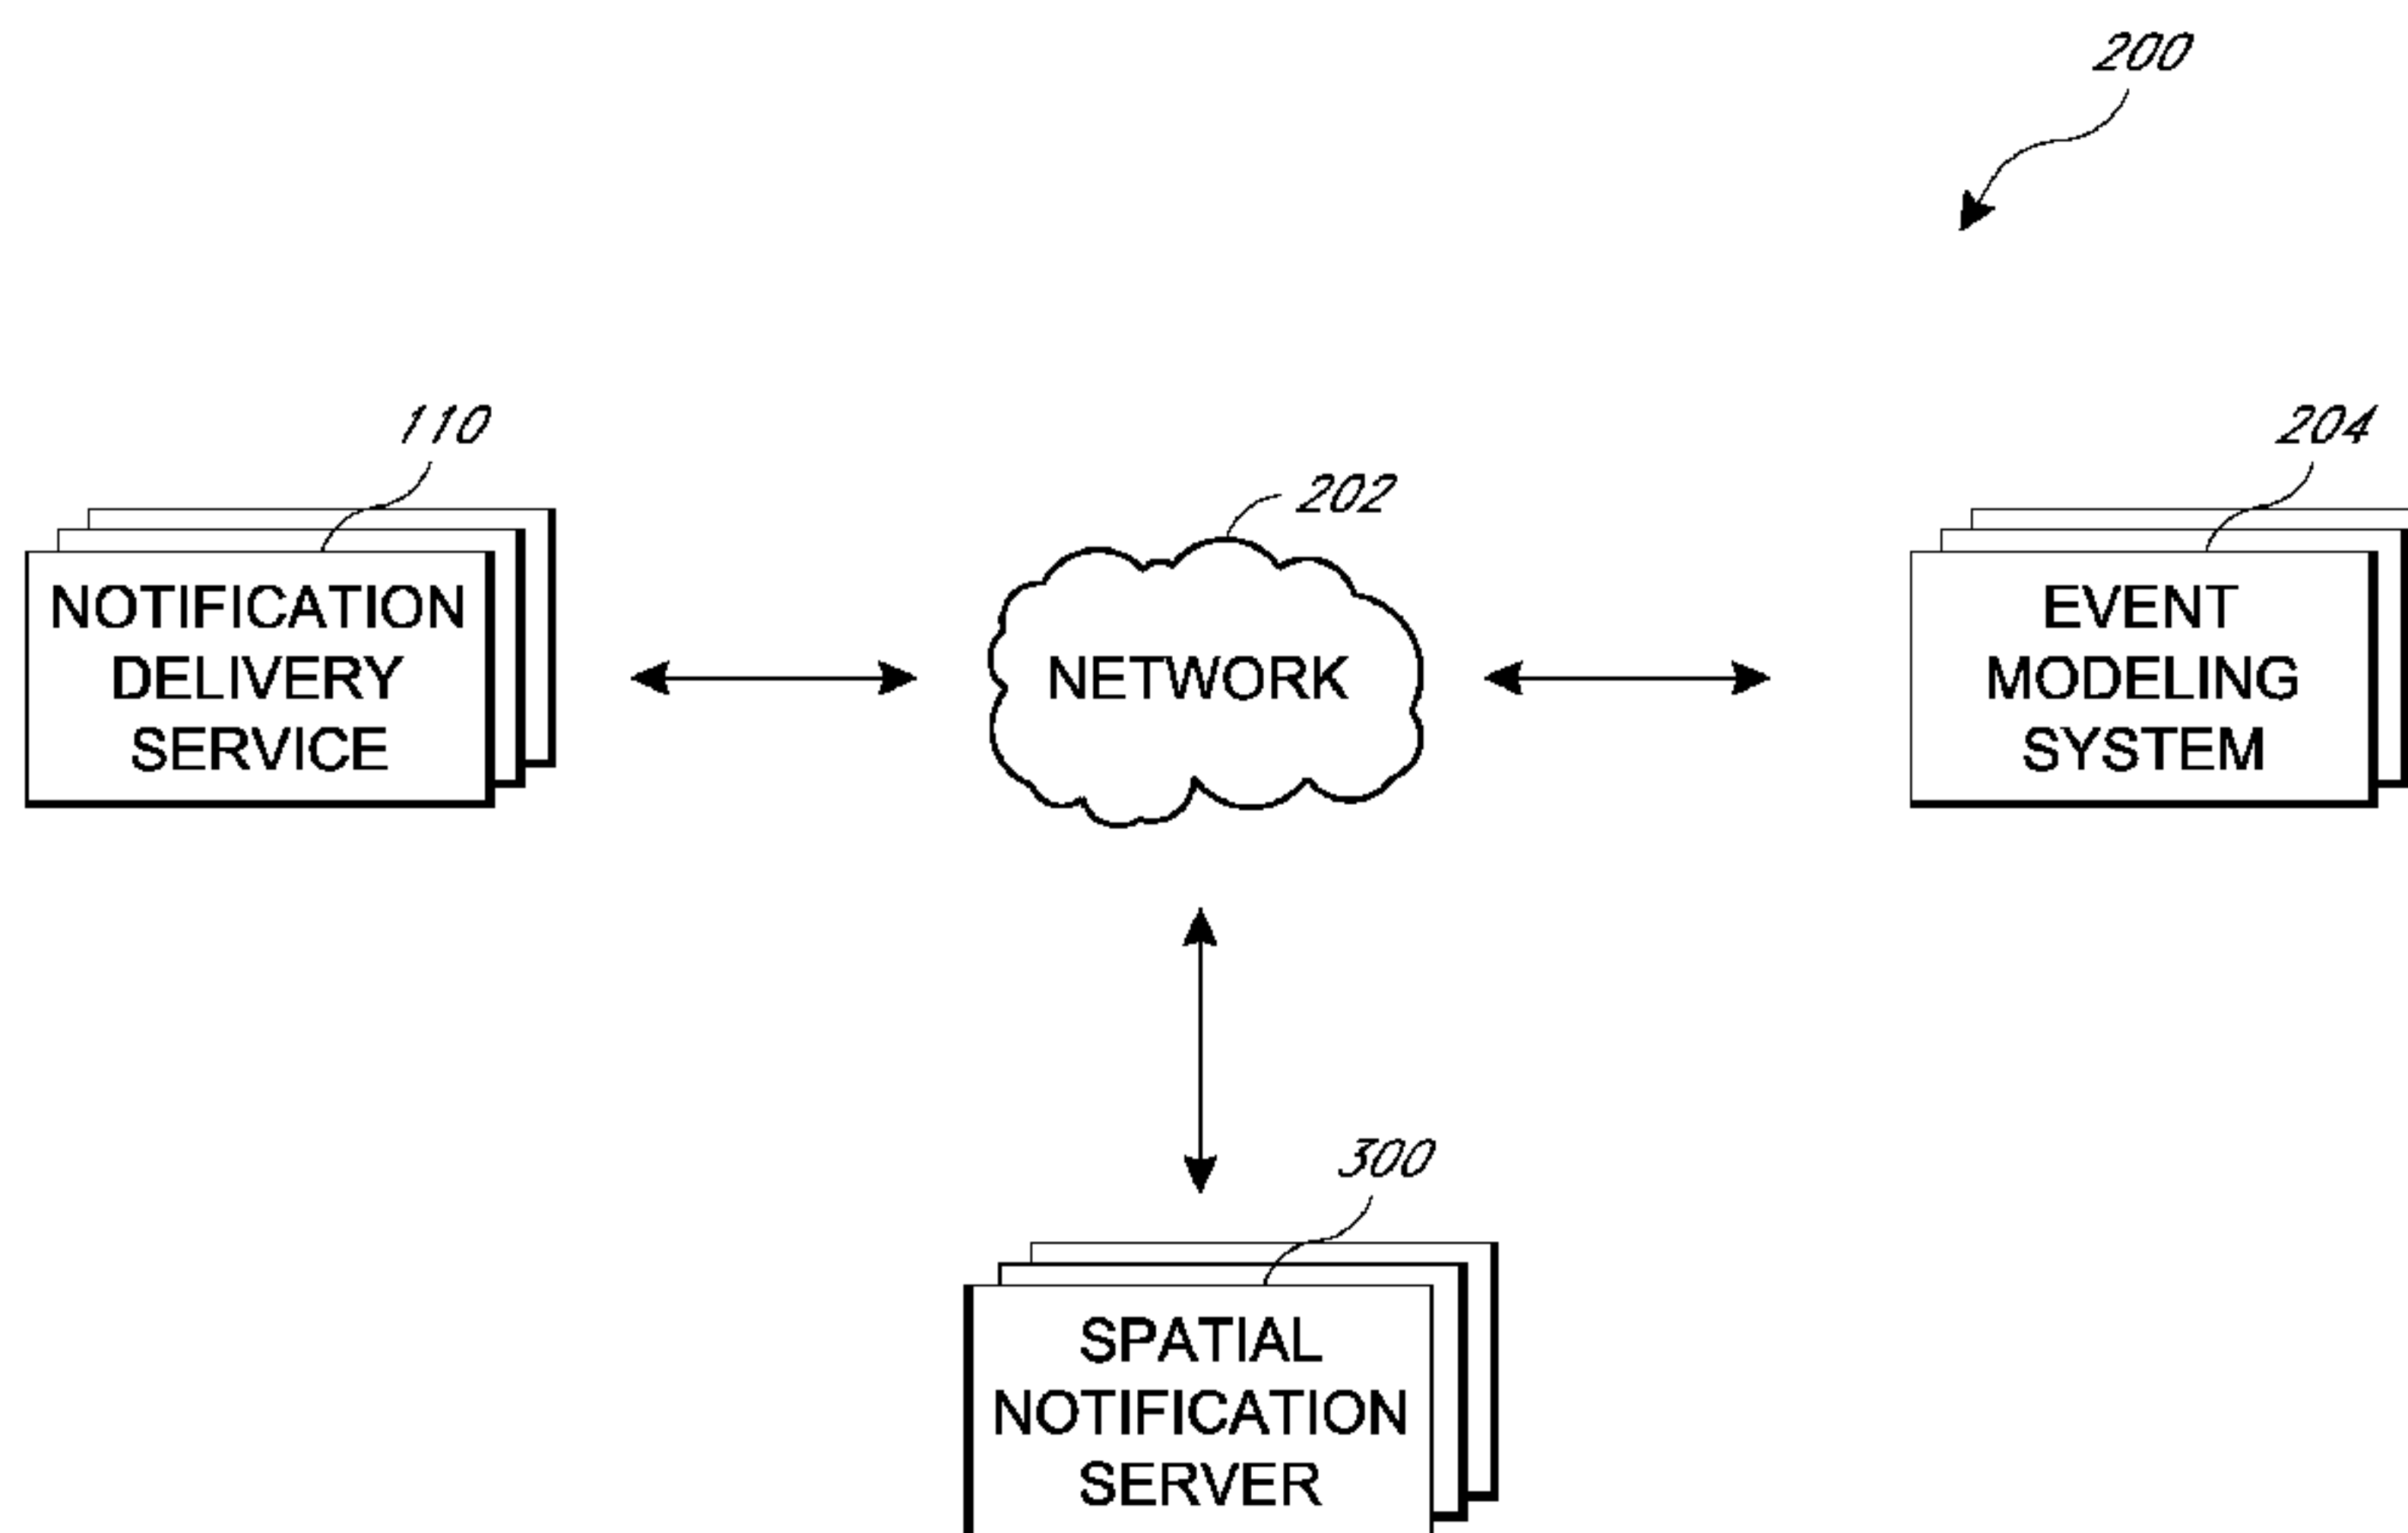 200
110
NOTIFICATION
DELIVERY
SERVICE
202
NETWORK
204
EVENT
MODELING
SYSTEM
300
SPATIAL
NOTIFICATION
SERVER